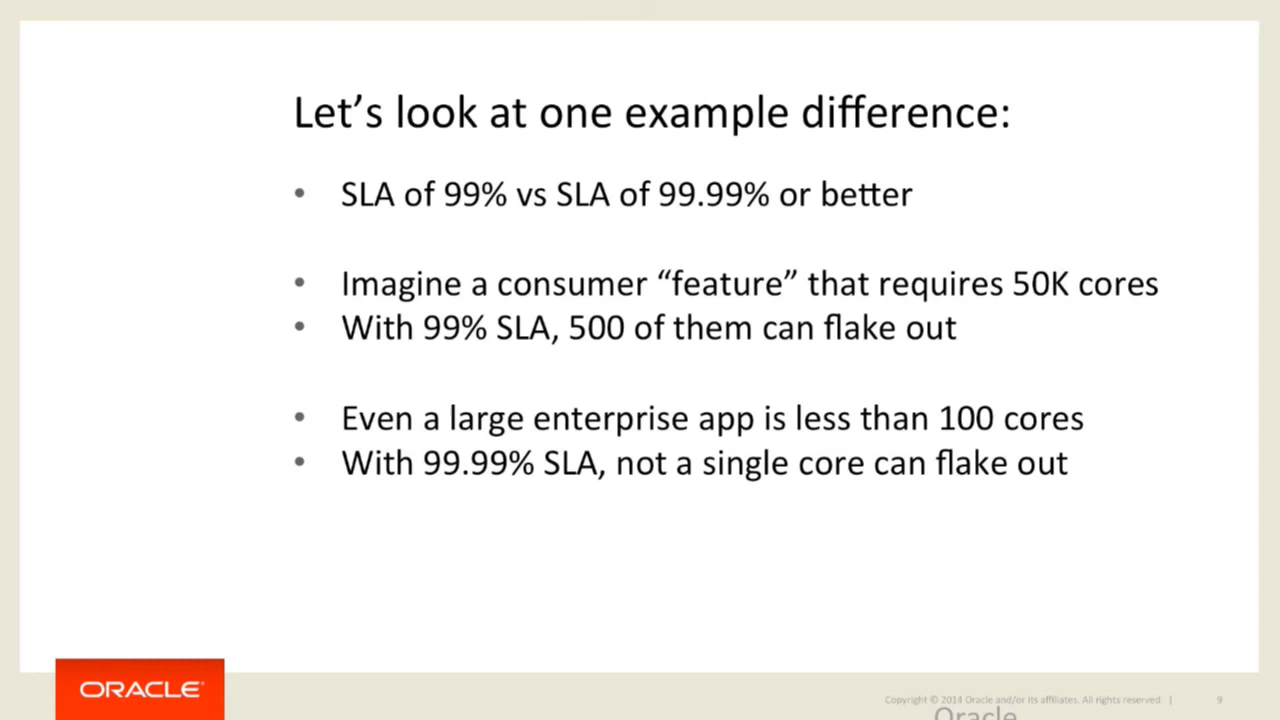 Let’s look at one example difference:
• SLA of 99% vs SLA of 99.99% or better
• Imagine a consumer “feature” that requires 50K cores
• With 99% SLA, 500 of them can flake out
• Even a large enterprise app is less than 100 cores
• With 99.99% SLA, not a single core can flake out
ORACLE
Copyright © 2014 Oracle and/or its affiliates. All rights reserved. |
9
Oracle